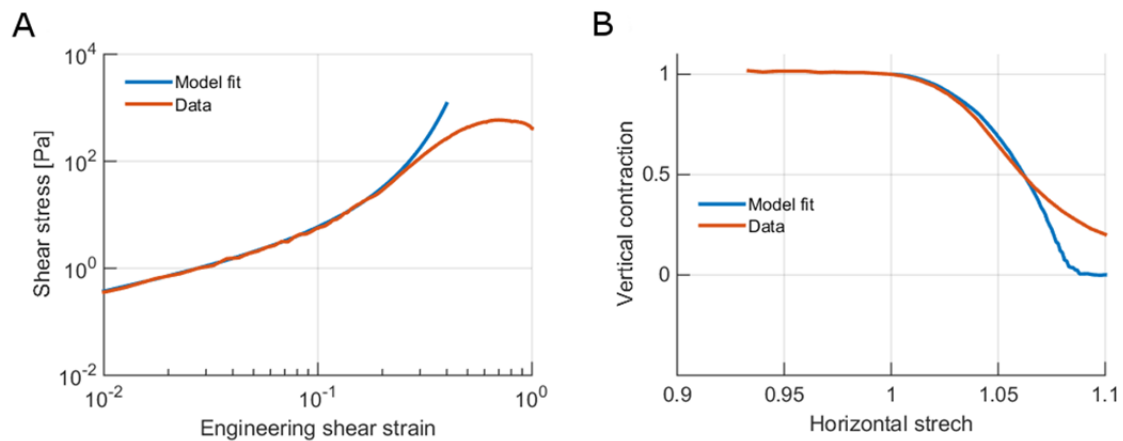 A
10^4
Model fit
Data
10^2
10^0
10^-2
Shear stress [Pa]
10^-2
10^-1
10^0
Engineering shear strain
B
1
0.5
Model fit
Data
0
Vertical contraction
0.9
0.95
1
1.05
1.1
Horizontal strech